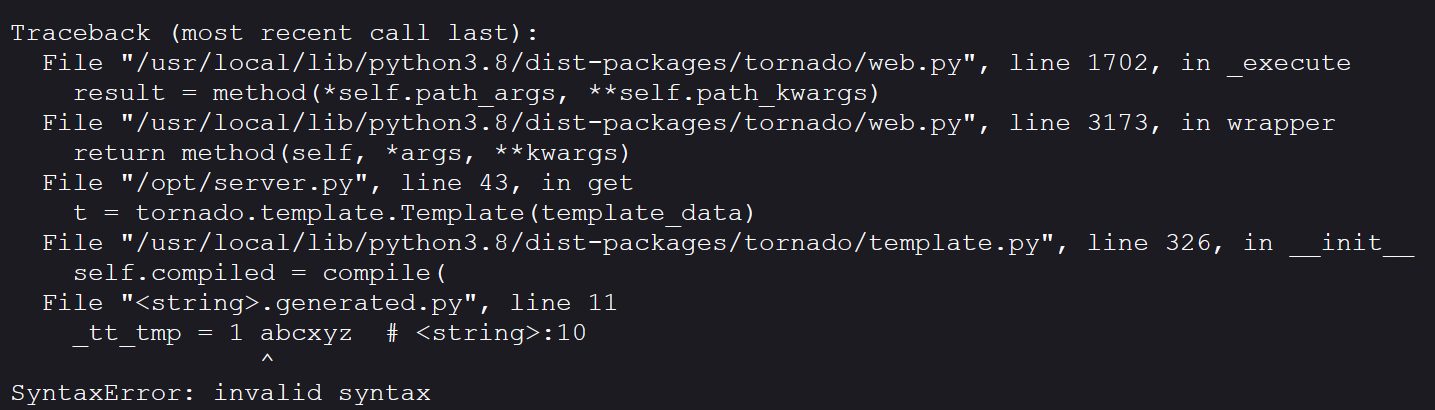 Traceback (most recent call last):
  File "/usr/local/lib/python3.8/dist-packages/tornado/web.py", line 1702, in _execute
    result = method(*self.path_args, **self.path_kwargs)
  File "/usr/local/lib/python3.8/dist-packages/tornado/web.py", line 3173, in wrapper
    return method(self, *args, **kwargs)
  File "/opt/server.py", line 43, in get
    t = tornado.template.Template(template_data)
  File "/usr/local/lib/python3.8/dist-packages/tornado/template.py", line 326, in __init__
    self.compiled = compile(
  File "<string>.generated.py", line 11
    _tt_tmp = 1 abcxyz  # <string>:10
                ^
SyntaxError: invalid syntax